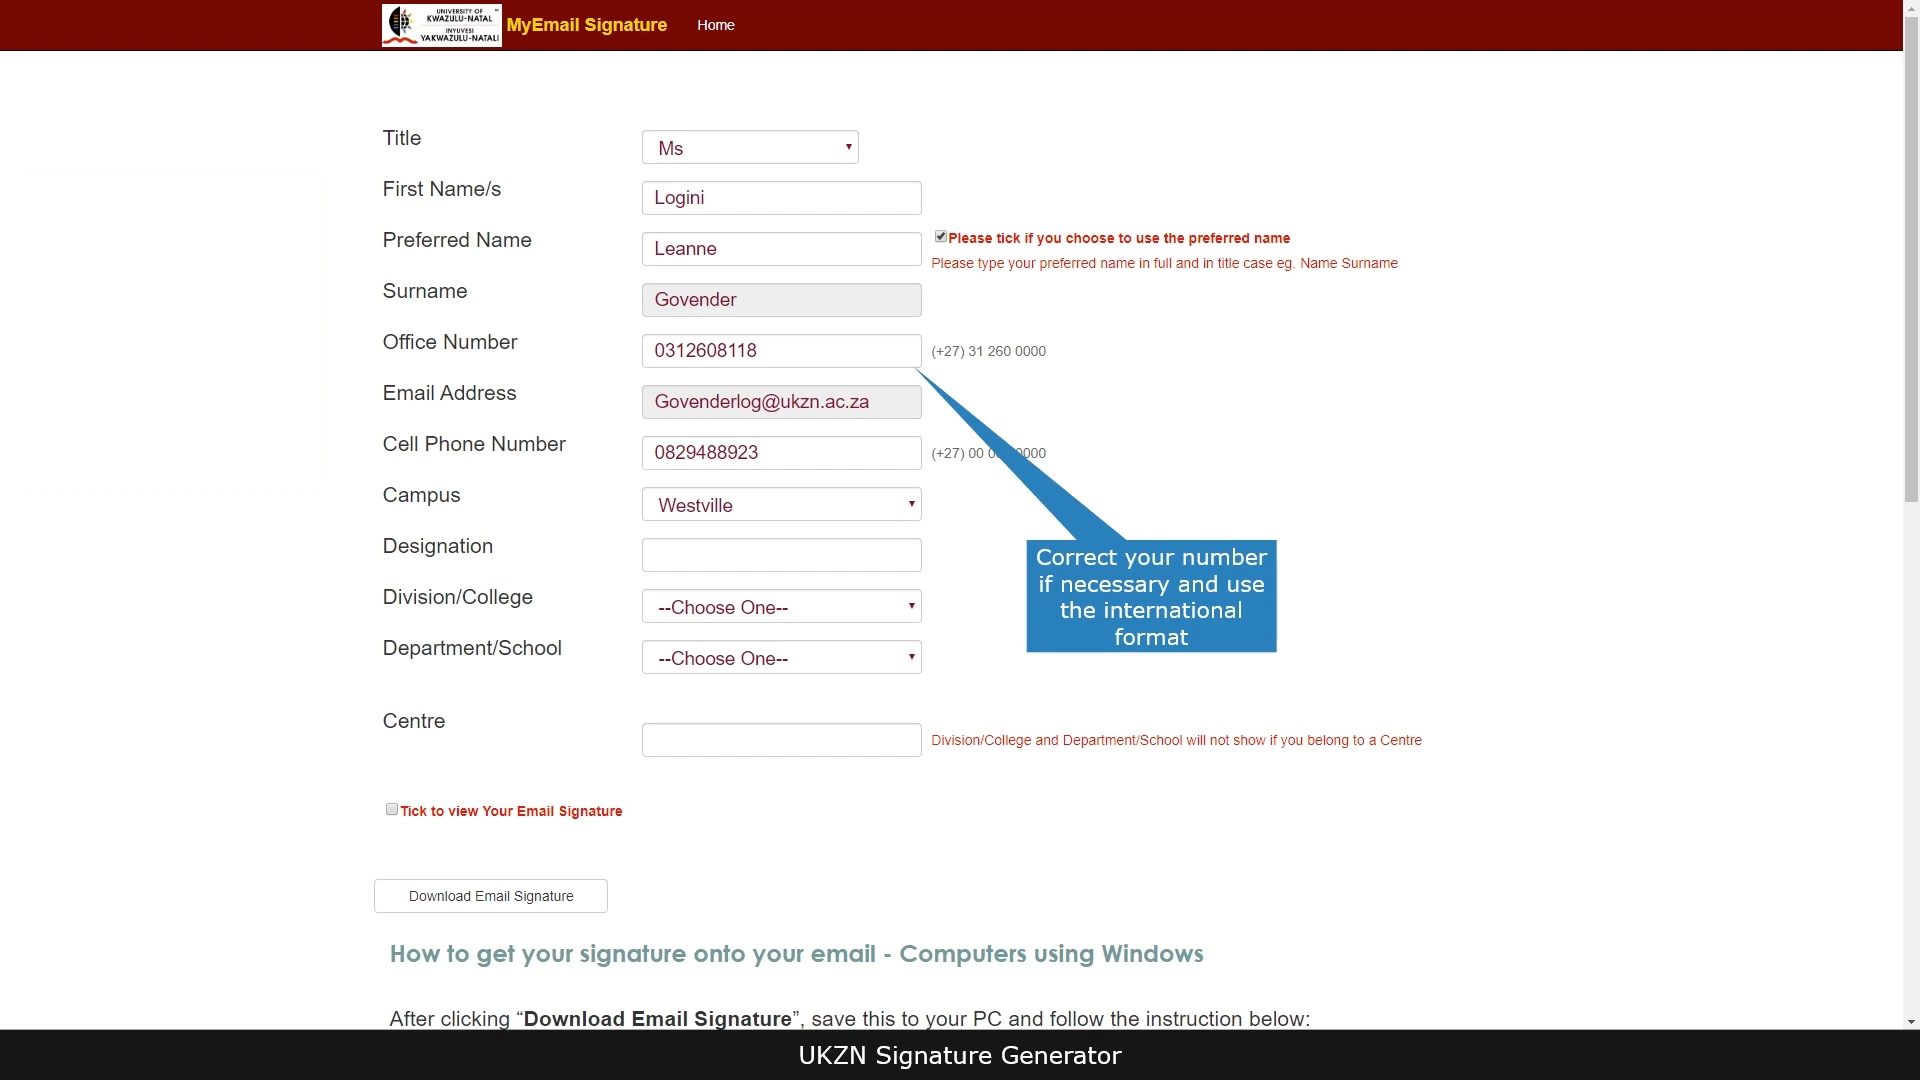 UNIVERSITY OF
KWAZULU-NATAL
INYUVESI
YAKWAZULU-NATALI
MyEmail Signature
Home
Title
Ms
First Name/s
Logini
Preferred Name
Leanne
Please tick if you choose to use the preferred name
Please type your preferred name in full and in title case eg. Name Surname
Surname
Govender
Office Number
0312608118
(+27) 31 260 0000
Email Address
Govenderlog@ukzn.ac.za
Cell Phone Number
0829488923
(+27) 00 0000
Campus
Westville
Designation
Correct your number
if necessary and use
the international
format
Division/College
--Choose One--
Department/School
--Choose One--
Centre
Division/College and Department/School will not show if you belong to a Centre
Tick to view Your Email Signature
Download Email Signature
How to get your signature onto your email - Computers using Windows
After clicking “Download Email Signature”, save this to your PC and follow the instruction below:
UKZN Signature Generator